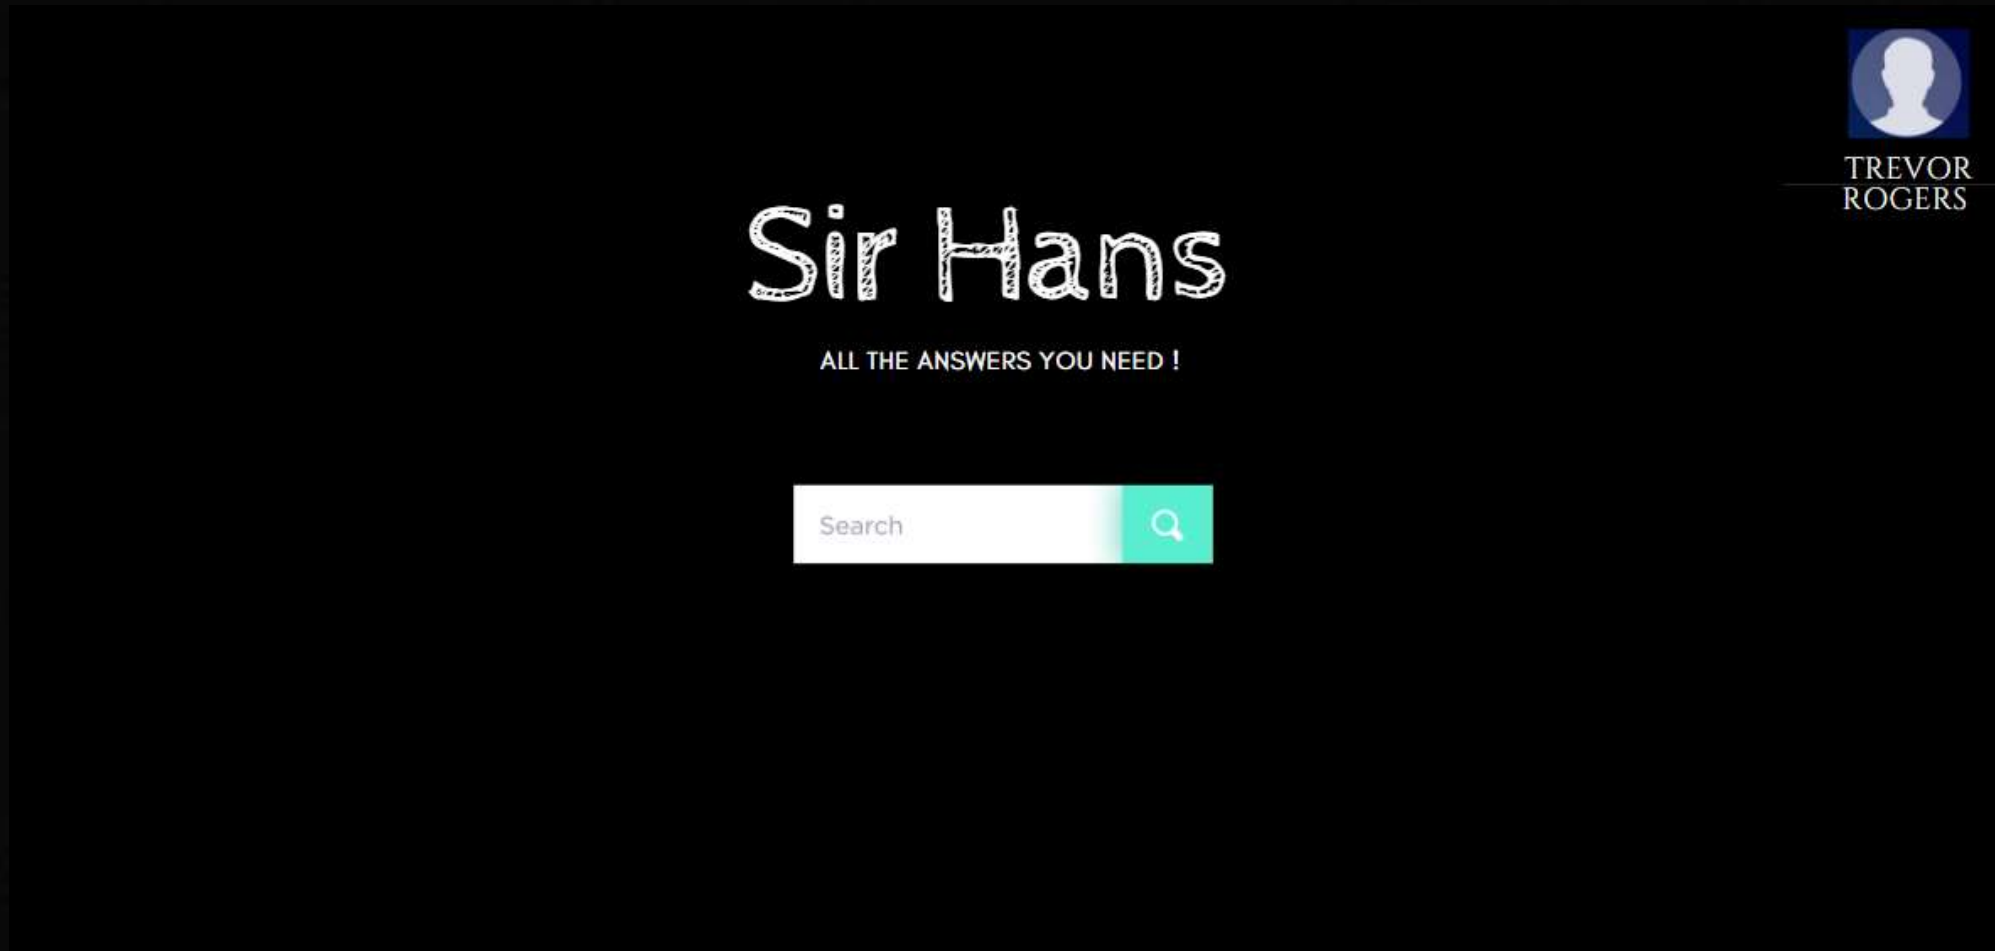 TREVOR
ROGERS
Sir Hans
ALL THE ANSWERS YOU NEED !
Search